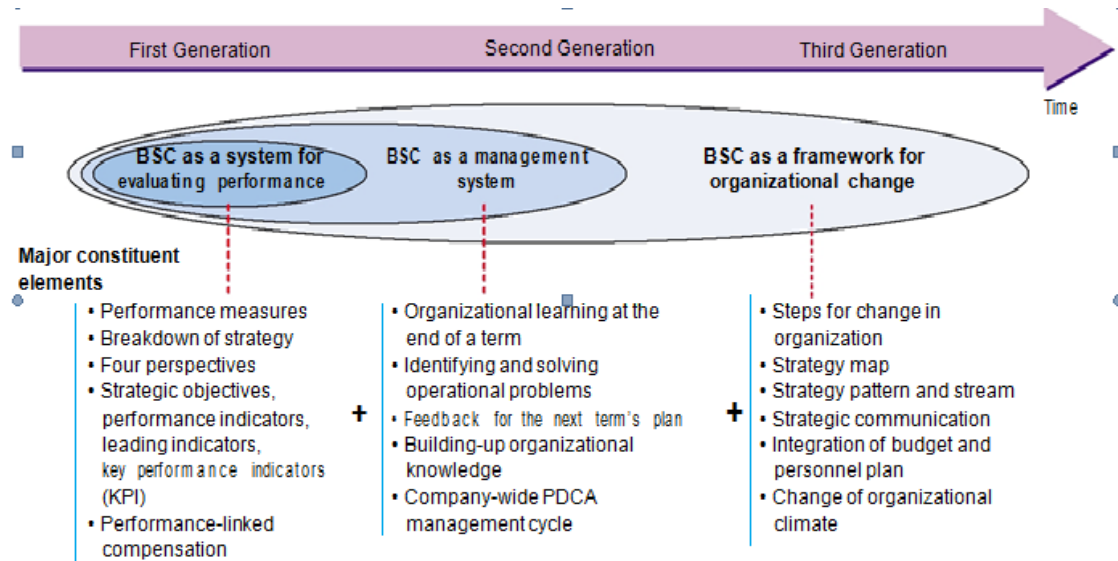 First Generation
Second Generation
Third Generation
Time
BSC as a system for
evaluating performance
BSC as a management
system
BSC as a framework for
organizational change
Major constituent
elements
• Performance measures
• Breakdown of strategy
• Four perspectives
• Strategic objectives,
performance indicators,
leading indicators,
key performance indicators
(KPI)
• Performance-linked
compensation
+
• Organizational learning at the
end of a term
• Identifying and solving
operational problems
• Feedback for the next term's plan
• Building-up organizational
knowledge
• Company-wide PDCA
management cycle
+
• Steps for change in
organization
• Strategy map
• Strategy pattern and stream
• Strategic communication
• Integration of budget and
personnel plan
• Change of organizational
climate